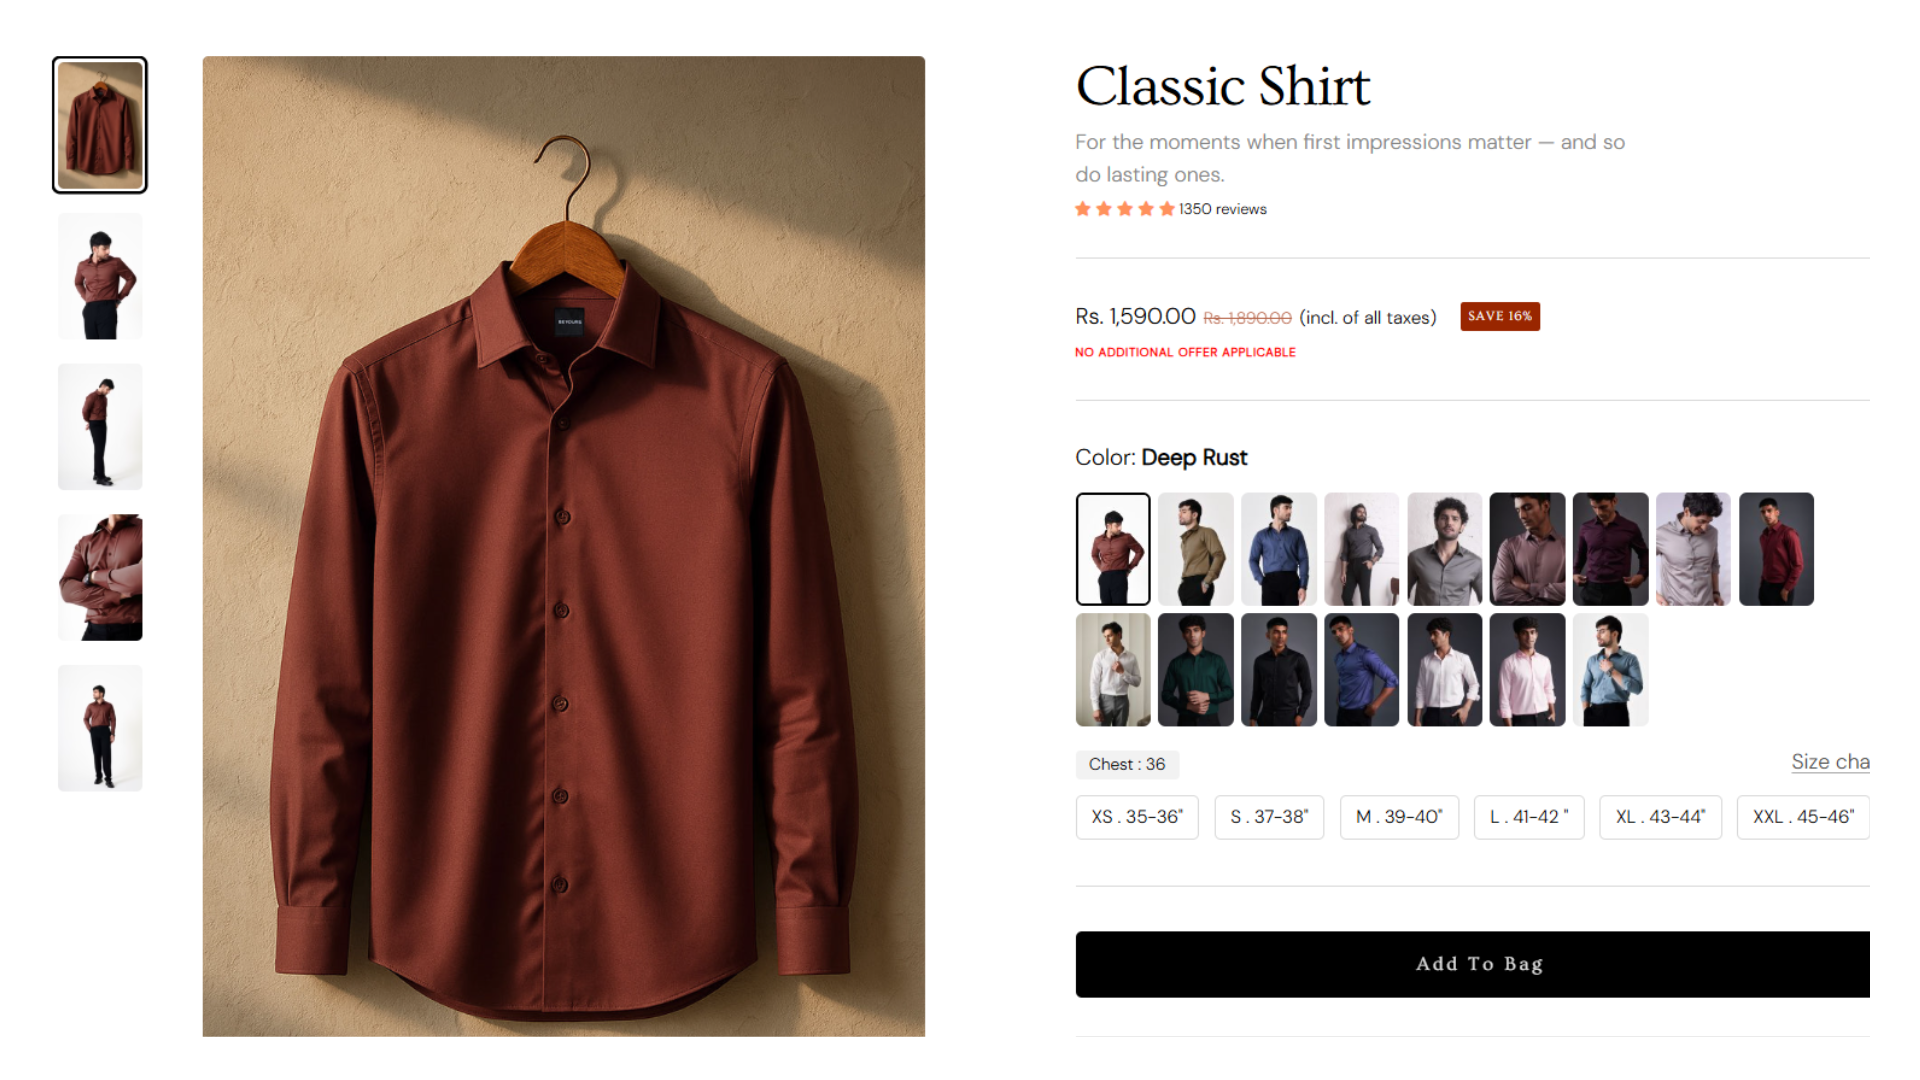 BEYOURS
Classic Shirt
For the moments when first impressions matter — and so
do lasting ones.
1350 reviews
Rs. 1,590.00 Rs. 1,890.00 (incl. of all taxes) SAVE 16%
NO ADDITIONAL OFFER APPLICABLE
Color: Deep Rust
Chest : 36
Size cha
XS . 35-36" S . 37-38" M . 39-40" L . 41-42 " XL . 43-44" XXL . 45-46"
Add To Bag